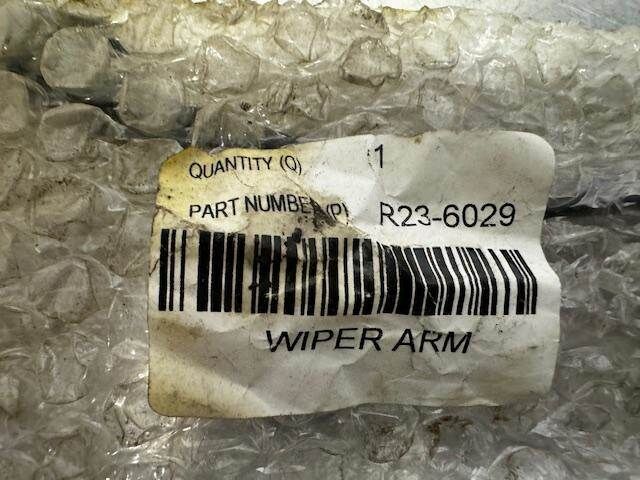 QUANTITY (Q) 1
PART NUMBER (P) R23-6029
WIPER ARM